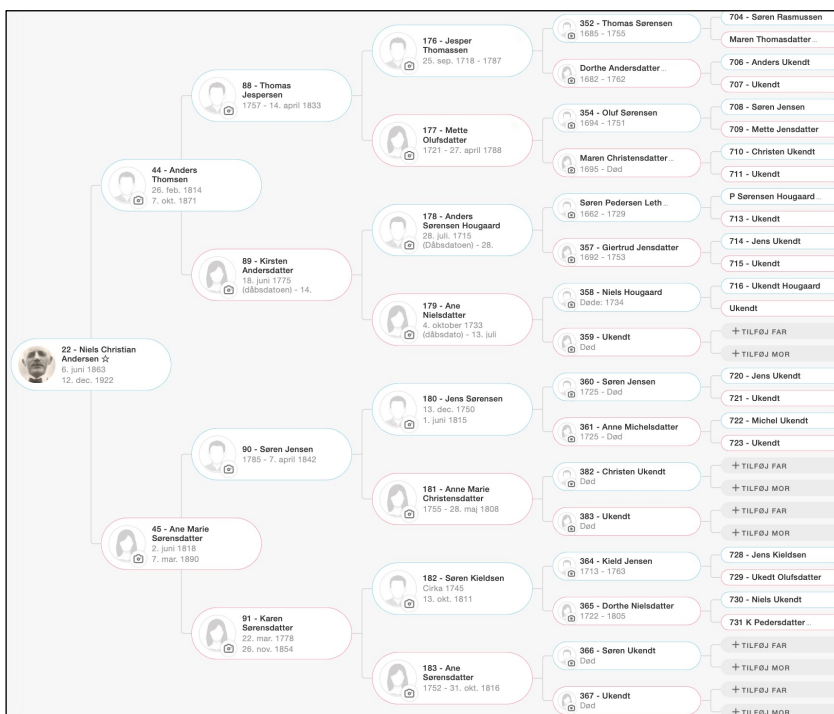 22 - Niels Christian
Andersen ☆
6. juni 1863
12. dec. 1922
44 - Anders
Thomsen
26. feb. 1814
7. okt. 1871
45 - Ane Marie
Sørensdatter
2. juni 1818
7. mar. 1890
88 - Thomas
Jespersen
1757 - 14. april 1833
89 - Kirsten
Andersdatter
18. juni 1775
(dåbsdatoen) - 14.
90 - Søren Jensen
1785 - 7. april 1842
91 - Karen
Sørensdatter
22. mar. 1778
26. nov. 1854
176 - Jesper
Thomassen
25. sep. 1718 - 1787
177 - Mette
Olufsdatter
1721 - 27. april 1788
178 - Anders
Sørensen Hougaard
28. juli. 1715
(Dåbsdatoen) - 28.
179 - Ane
Nielsdatter
4. oktober 1733
(dåbsdato) - 13. juli
180 - Jens Sørensen
13. dec. 1750
1. juni 1815
181 - Anne Marie
Christensdatter
1755 - 28. maj 1808
182 - Søren Kieldsen
Cirka 1745
13. okt. 1811
183 - Ane
Sørensdatter
1752 - 31. okt. 1816
352 - Thomas Sørensen
1685 - 1755
Dorthe Andersdatter...
1682 - 1762
354 - Oluf Sørensen
1694 - 1751
Maren Christensdatter...
1695 - Død
Søren Pedersen Leth...
1662 - 1729
357 - Giertrud Jensdatter
1692 - 1753
358 - Niels Hougaard
Døde: 1734
359 - Ukendt
Død
360 - Søren Jensen
1725 - Død
361 - Anne Michelsdatter
1725 - Død
382 - Christen Ukendt
Død
383 - Ukendt
Død
364 - Kield Jensen
1713 - 1763
365 - Dorthe Nielsdatter
1722 - 1805
366 - Søren Ukendt
Død
367 - Ukendt
Død
704 - Søren Rasmussen
Maren Thomasdatter...
706 - Anders Ukendt
707 - Ukendt
708 - Søren Jensen
709 - Mette Jensdatter
710 - Christen Ukendt
711 - Ukendt
P Sørensen Hougaard...
713 - Ukendt
714 - Jens Ukendt
715 - Ukendt
716 - Ukendt Hougaard
Ukendt
+ TILFØJ FAR
+ TILFØJ MOR
720 - Jens Ukendt
721 - Ukendt
722 - Michel Ukendt
723 - Ukendt
+ TILFØJ FAR
+ TILFØJ MOR
+ TILFØJ FAR
+ TILFØJ MOR
728 - Jens Kieldsen
729 - Ukedt Olufsdatter
730 - Niels Ukendt
731 K Pedersdatter...
+ TILFØJ FAR
+ TILFØJ MOR
+ TILFØJ FAR
+ TILFØJ MOR